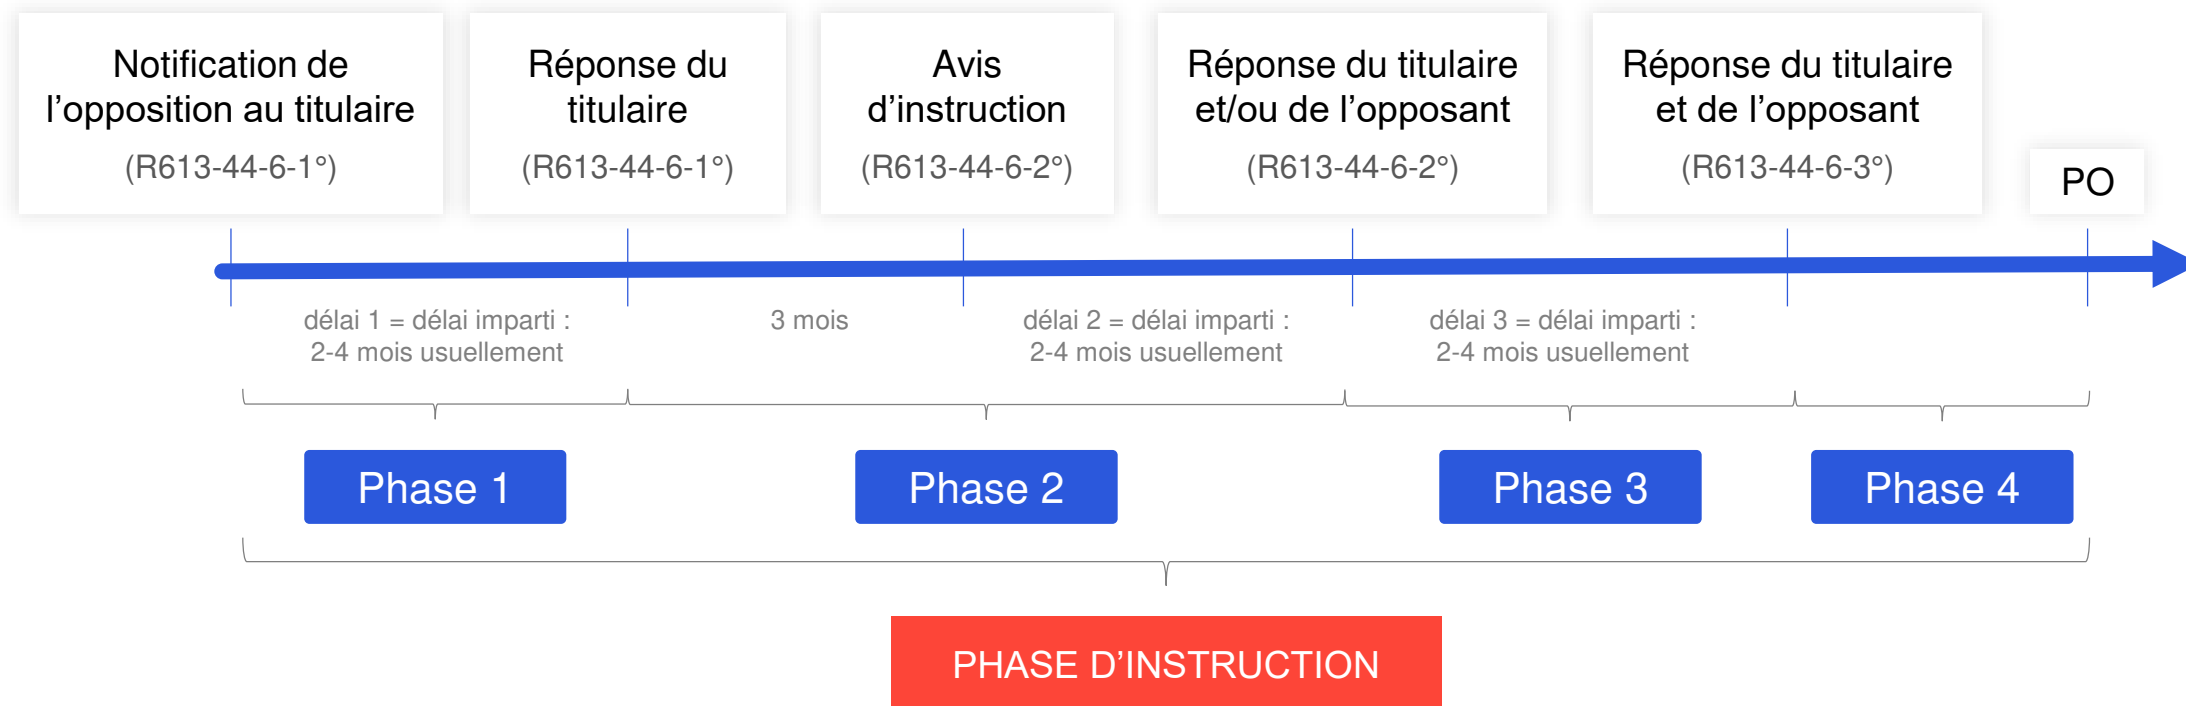 Notification de
l’opposition au titulaire
(R613-44-6-1°)
Réponse du
titulaire
(R613-44-6-1°)
Avis
d’instruction
(R613-44-6-2°)
Réponse du titulaire
et/ou de l’opposant
(R613-44-6-2°)
Réponse du titulaire
et de l’opposant
(R613-44-6-3°)
PO
délai 1 = délai imparti :
2-4 mois usuellement
3 mois
délai 2 = délai imparti :
2-4 mois usuellement
délai 3 = délai imparti :
2-4 mois usuellement
Phase 1
Phase 2
Phase 3
Phase 4
PHASE D’INSTRUCTION